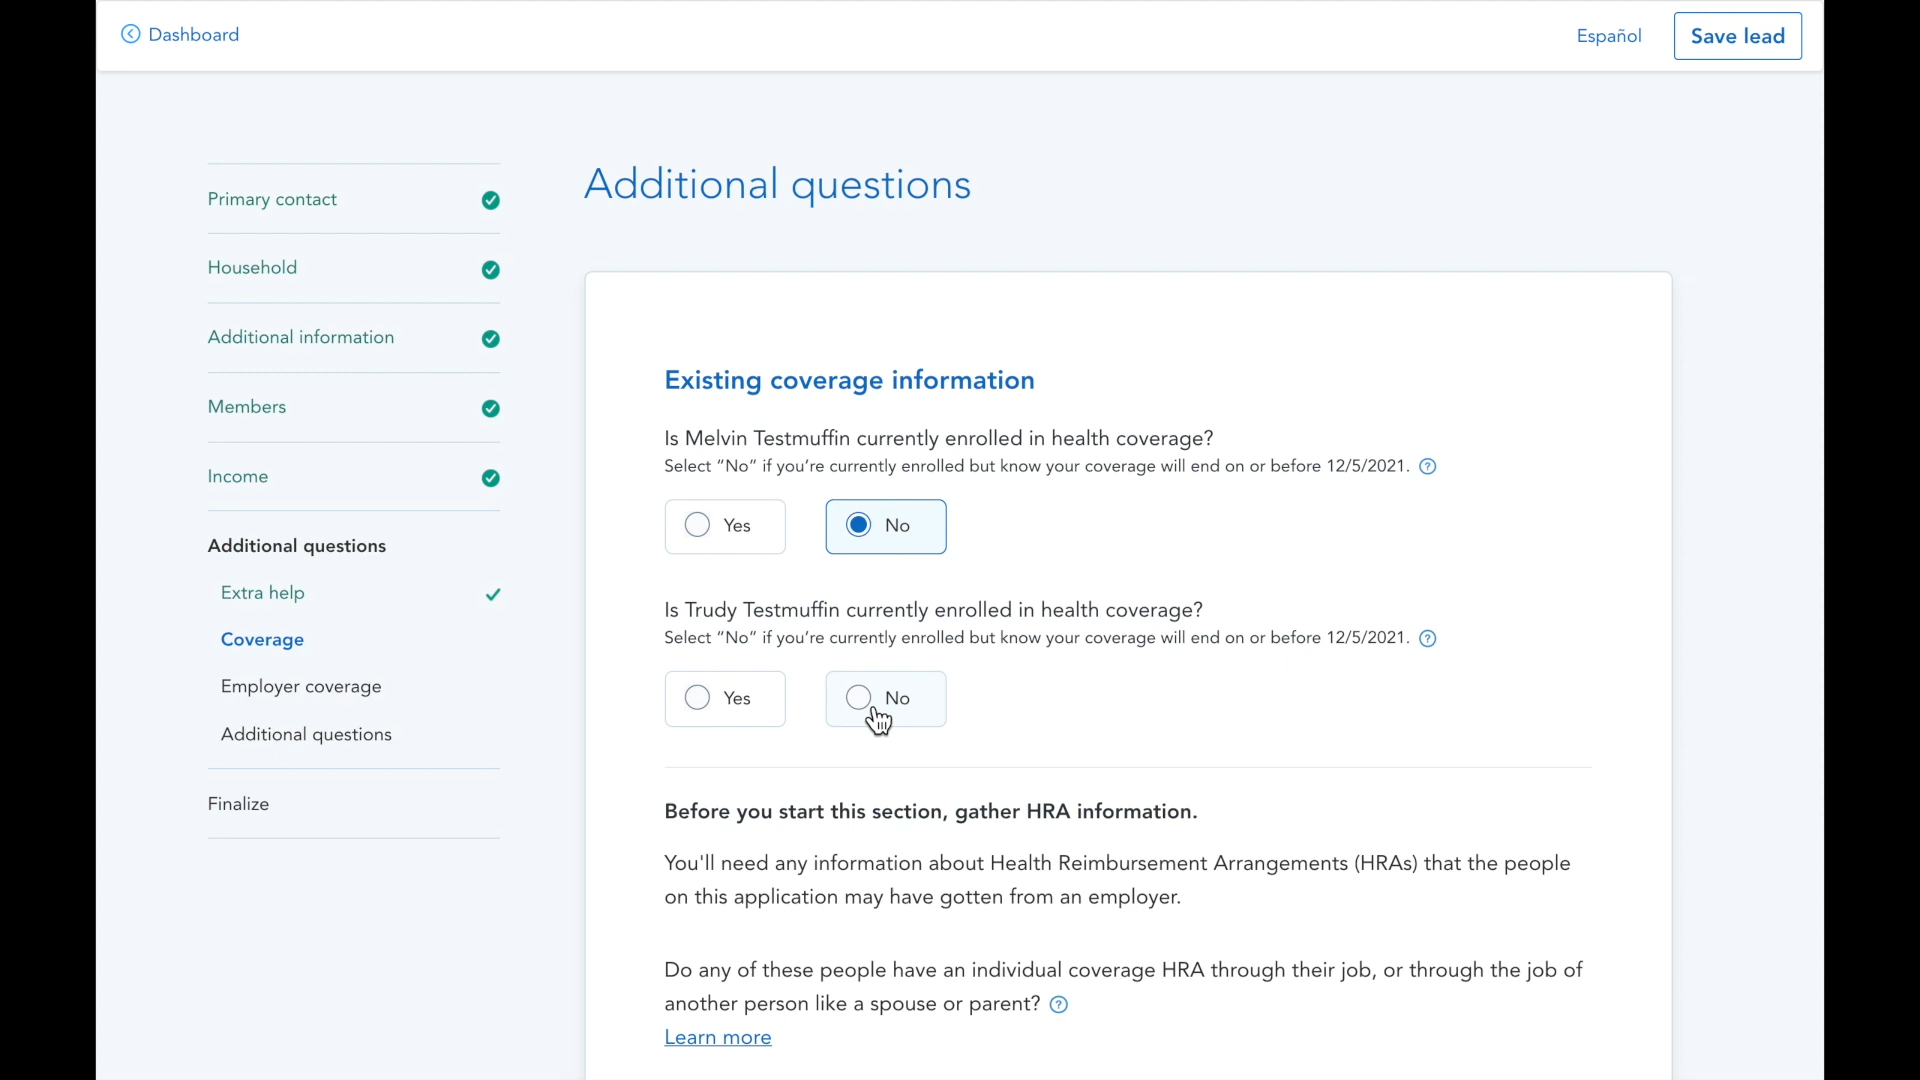 Dashboard
Español
Save lead
Primary contact
Household
Additional information
Members
Income
Additional questions
Extra help
Coverage
Employer coverage
Additional questions
Finalize
Additional questions
Existing coverage information
Is Melvin Testmuffin currently enrolled in health coverage?
Select “No” if you’re currently enrolled but know your coverage will end on or before 12/5/2021. ?
Yes
No
Is Trudy Testmuffin currently enrolled in health coverage?
Select “No” if you’re currently enrolled but know your coverage will end on or before 12/5/2021. ?
Yes
No
Before you start this section, gather HRA information.
You'll need any information about Health Reimbursement Arrangements (HRAs) that the people
on this application may have gotten from an employer.
Do any of these people have an individual coverage HRA through their job, or through the job of
another person like a spouse or parent? ?
Learn more